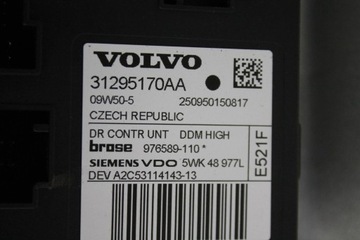 VOLVO
31295170AA
09W50-5 250950150817
CZECH REPUBLIC
DR CONTR UNT DDM HIGH
brose 976589-110 *
SIEMENS VDO 5WK 48 977L
DEV A2C53114143-13
E521F